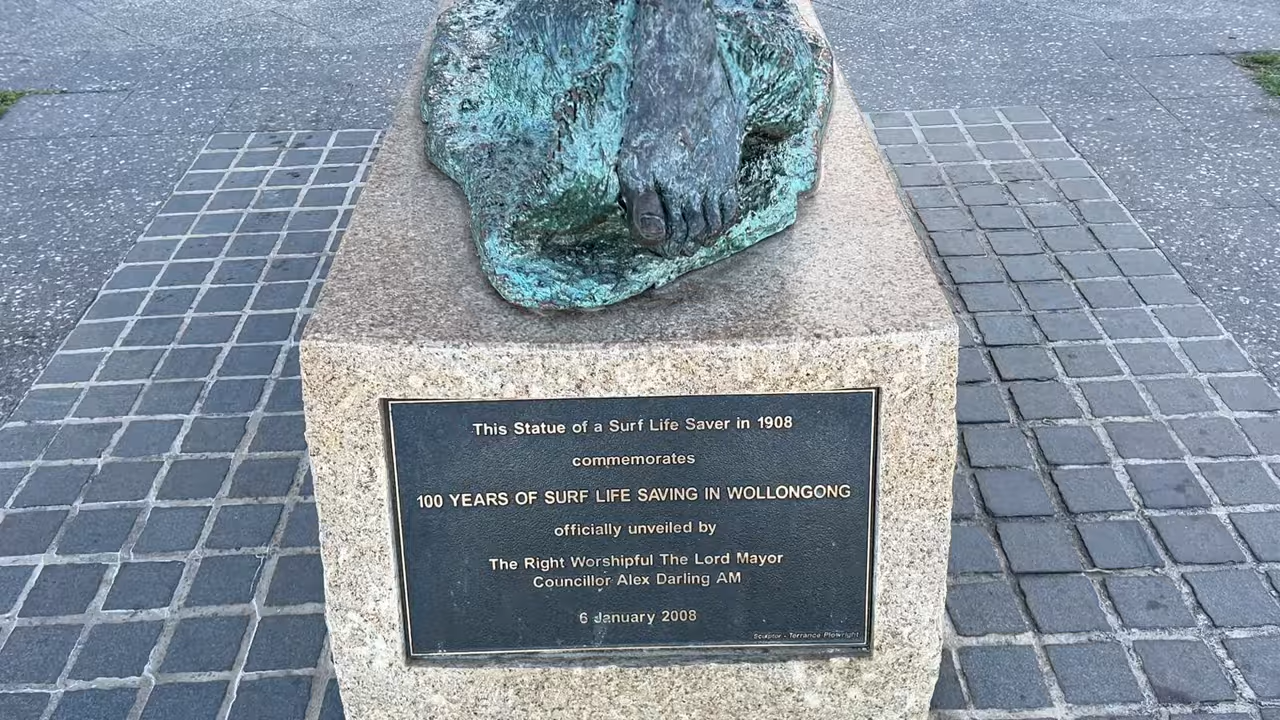 This Statue of a Surf Life Saver in 1908
commemorates
100 YEARS OF SURF LIFE SAVING IN WOLLONGONG
officially unveiled by
The Right Worshipful The Lord Mayor
Councillor Alex Darling AM
6 January 2008
Sculptor - Terrance Plowright